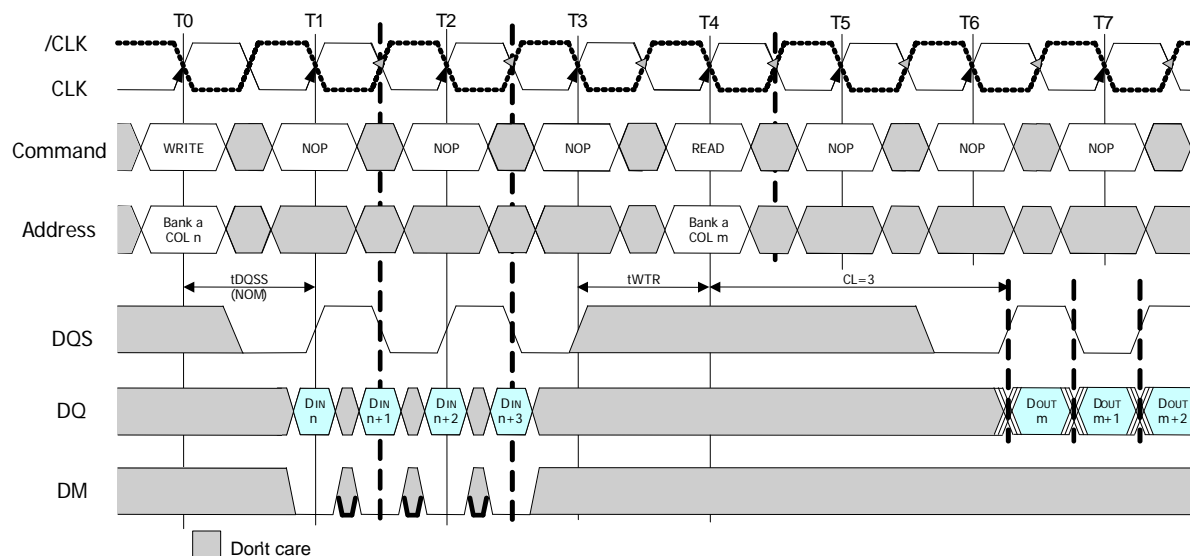 T0 T1 T2 T3 T4 T5 T6 T7
/CLK
CLK
Command WRITE NOP NOP NOP READ NOP NOP NOP
Address Bank a COL n Bank a COL m
tDQSS
(NOM)
tWTR
CL=3
DQS
DQ DIN n DIN n+1 DIN n+2 DIN n+3 DOUT m DOUT m+1 DOUT m+2
DM
Don't care